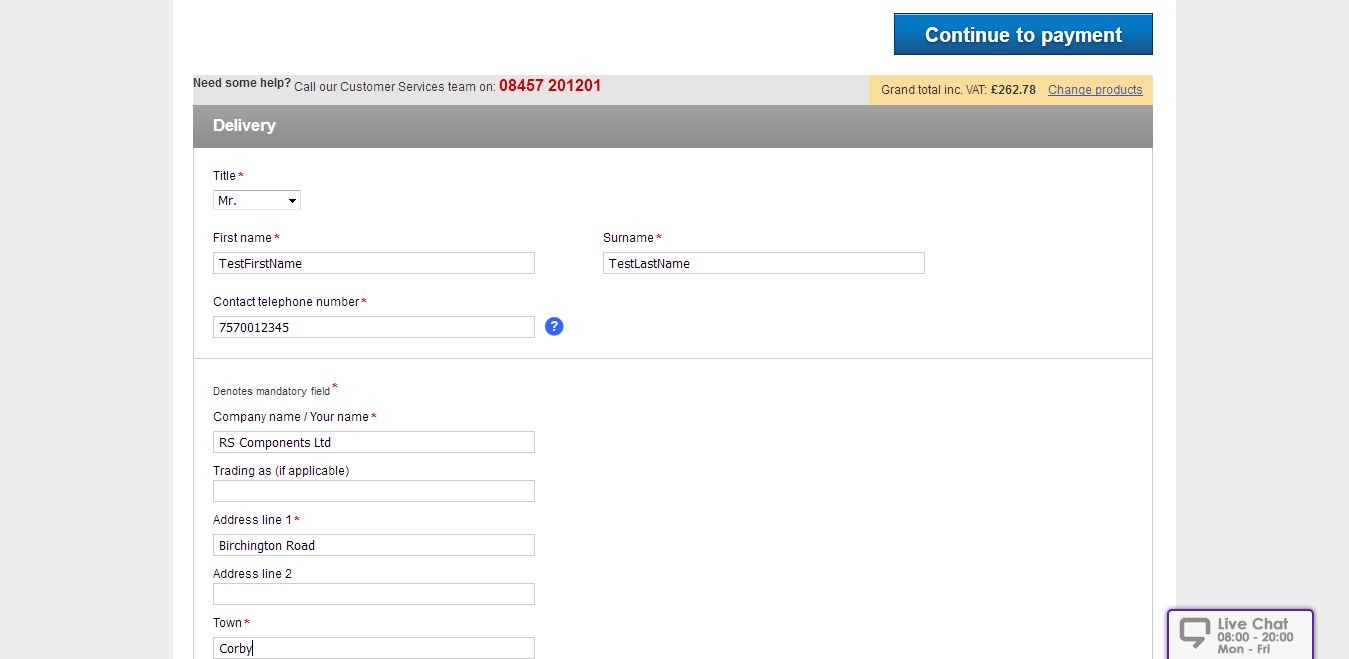 Continue to payment
Need some help? Call our Customer Services team on: 08457 201201
Grand total inc. VAT: £262.78 Change products
Delivery
Title*
Mr.
First name* Surname*
TestFirstName TestLastName
Contact telephone number*
7570012345 ?
Denotes mandatory field*
Company name / Your name*
RS Components Ltd
Trading as (if applicable)
Address line 1*
Birchington Road
Address line 2
Town*
Corby
Live Chat
08:00 - 20:00
Mon - Fri